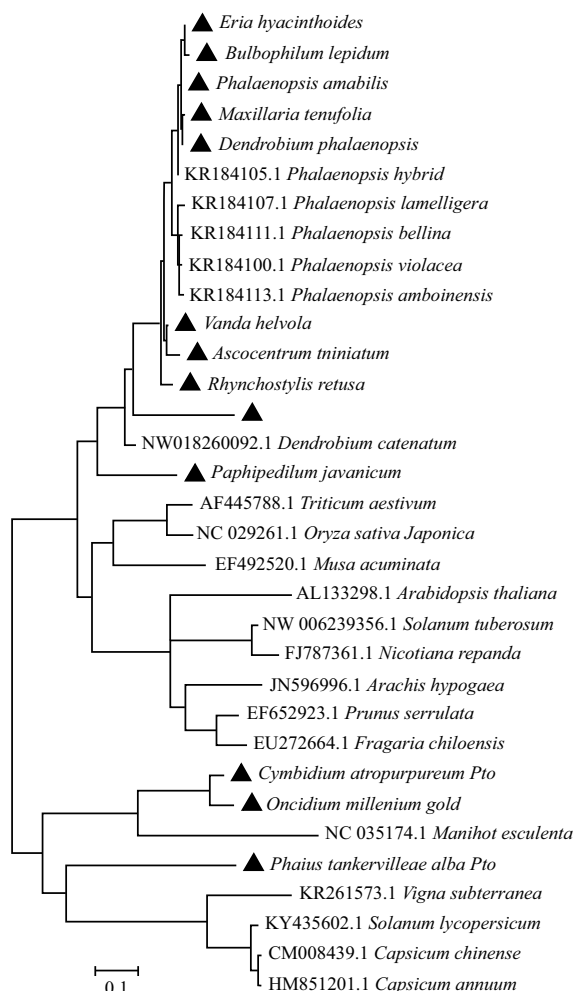 Eria hyacinthoides
Bulbophilum lepidum
Phalaenopsis amabilis
Maxillaria tenufolia
Dendrobium phalaenopsis
KR184105.1 Phalaenopsis hybrid
KR184107.1 Phalaenopsis lamelligera
KR184111.1 Phalaenopsis bellina
KR184100.1 Phalaenopsis violacea
KR184113.1 Phalaenopsis amboinensis
Vanda helvola
Ascocentrum tniniatum
Rhynchostylis retusa
NW018260092.1 Dendrobium catenatum
Paphipedilum javanicum
AF445788.1 Triticum aestivum
NC 029261.1 Oryza sativa Japonica
EF492520.1 Musa acuminata
AL133298.1 Arabidopsis thaliana
NW 006239356.1 Solanum tuberosum
FJ787361.1 Nicotiana repanda
JN596996.1 Arachis hypogaea
EF652923.1 Prunus serrulata
EU272664.1 Fragaria chiloensis
Cymbidium atropurpureum Pto
Oncidium millenium gold
NC 035174.1 Manihot esculenta
Phaius tankervilleae alba Pto
KR261573.1 Vigna subterranea
KY435602.1 Solanum lycopersicum
CM008439.1 Capsicum chinense
HM851201.1 Capsicum annuum
0.1